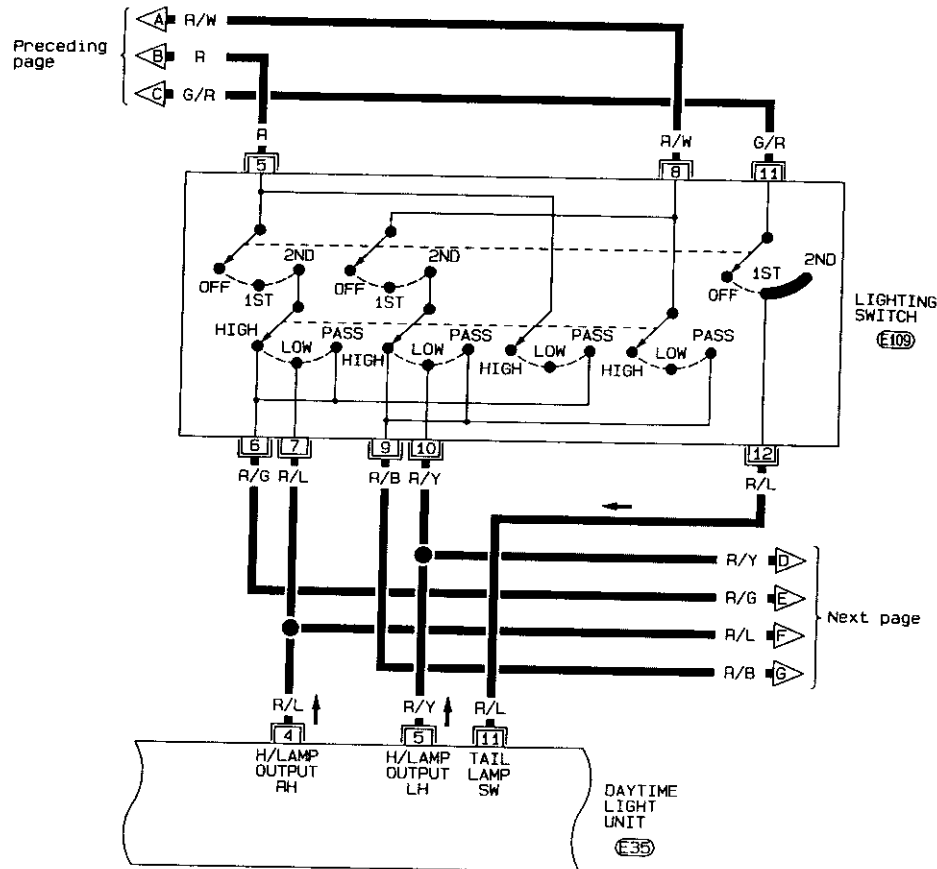 A R/W
Preceding page
B R
C G/R
R R/W G/R
5 8 11
2ND 2ND 1ST 2ND
OFF 1ST OFF 1ST OFF
LIGHTING SWITCH
E109
HIGH LOW PASS HIGH LOW PASS HIGH LOW HIGH LOW PASS
6 7 9 10 12
R/G R/L R/B R/Y R/L
R/Y D
R/G E
Next page
R/L F
R/B G
R/L R/Y R/L
4 5 11
H/LAMP OUTPUT RH
H/LAMP OUTPUT LH
TAIL LAMP SW
DAYTIME LIGHT UNIT
E35